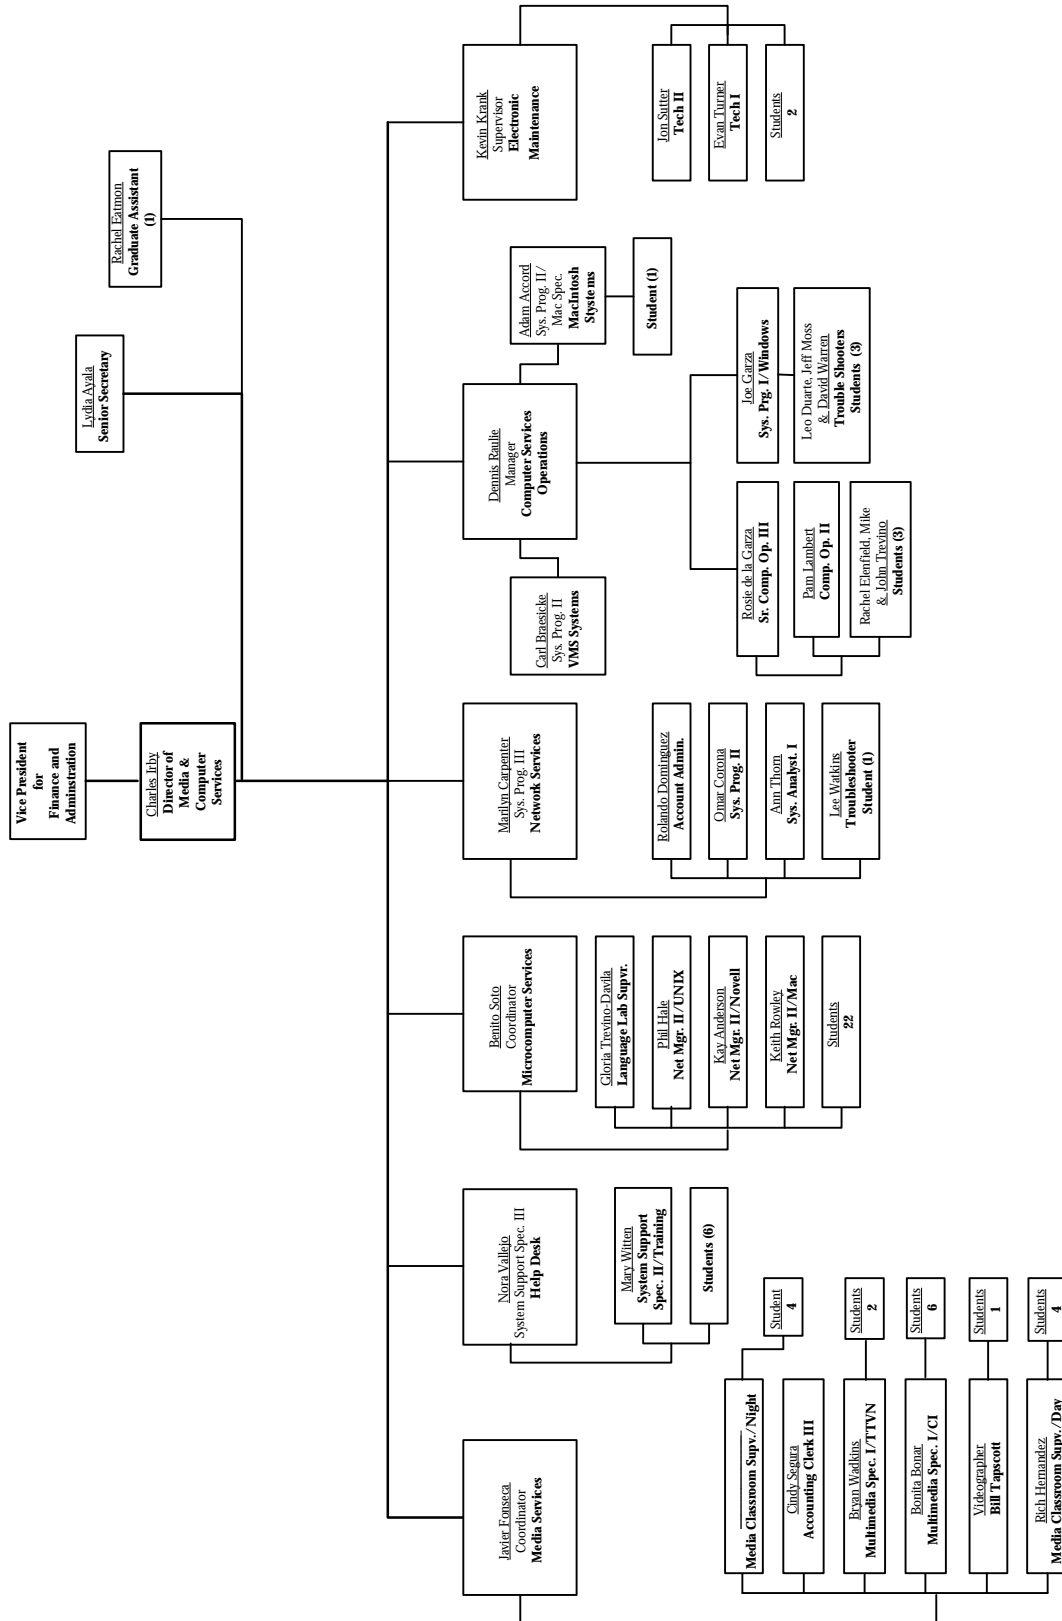 Vice President
for
Finance and
Adminstration
Charles Irby
Director of
Media &
Computer
Services
Lydia Ayala
Senior Secretary
Rachel Eatmon
Graduate Assistant
(1)
Javier Fonseca
Coordinator
Media Services
Media Classroom Supv./Night
Student
4
Cindy Segura
Accounting Clerk III
Bryan Wadkins
Multimedia Spec. I/TTVN
Students
2
Bonita Bonar
Multimedia Spec. I/CI
Students
6
Videographer
Bill Tapscott
Students
1
Rich Hernandez
Media Classroom Supv./Day
Students
4
Nora Vallejo
System Support Spec. III
Help Desk
Mary Witten
System Support
Spec. II/Training
Students (6)
Benito Soto
Coordinator
Microcomputer Services
Gloria Trevino-Davila
Language Lab Supvr.
Phil Hale
Net Mgr. II/UNIX
Kay Anderson
Net Mgr. II/Novell
Keith Rowley
Net Mgr. II/Mac
Students
22
Marilyn Carpenter
Sys. Prog. III
Network Services
Rolando Dominguez
Account Admin.
Omar Corona
Sys. Prog. II
Ann Thorn
Sys. Analyst. I
Lee Watkins
Troubleshooter
Student (1)
Dennis Raulie
Manager
Computer Services
Operations
Carl Braesicke
Sys. Prog. II
VMS Systems
Adam Accord
Sys. Prog. II/
Mac Spec.
MacIntosh
Stystems
Student (1)
Rosie de la Garza
Sr. Comp. Op. III
Pam Lambert
Comp. Op. II
Rachel Elenfield, Mike
& John Trevino
Students (3)
Joe Garza
Sys. Prg. I/Windows
Leo Duarte, Jeff Moss
& David Warren
Trouble Shooters
Students (3)
Kevin Krank
Supervisor
Electronic
Maintenance
Jon Sutter
Tech II
Evan Turner
Tech I
Students
2